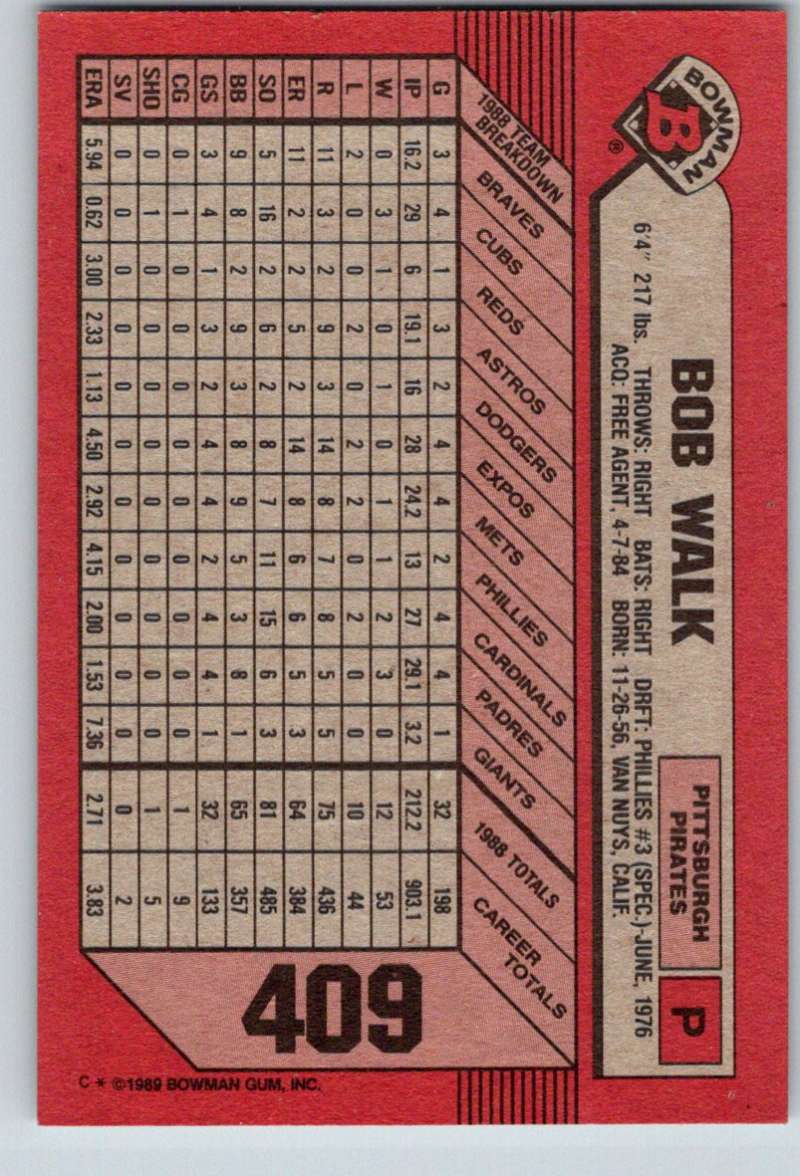 BOWMAN
B
®
BOB WALK
PITTSBURGH
PIRATES
P
6'4" 217 lbs. THROWS: RIGHT BATS: RIGHT DRFT: PHILLIES #3 (SPEC.)-JUNE, 1976
ACQ: FREE AGENT, 4-7-84 BORN: 11-26-56, VAN NUYS, CALIF.
1988 TEAM
BREAKDOWN
BRAVES
CUBS
REDS
ASTROS
DODGERS
EXPOS
METS
PHILLIES
CARDINALS
PADRES
GIANTS
1988 TOTALS
CAREER
TOTALS
G 3 4 1 3 2 4 4 2 4 4 1 32 198
IP 16.2 29 6 19.1 16 28 24.2 13 27 29.1 3.2 212.2 903.1
W 0 3 1 0 1 0 1 1 2 3 0 12 53
L 2 0 0 2 0 2 2 0 2 0 0 10 44
R 11 3 2 9 3 14 8 7 8 5 5 75 436
ER 11 2 2 5 2 14 8 6 6 5 3 64 384
SO 5 16 2 6 2 8 7 11 15 6 3 81 485
BB 9 8 2 9 3 8 9 5 3 8 1 65 357
GS 3 4 1 3 2 4 4 2 4 4 1 32 133
CG 0 1 0 0 0 0 0 0 0 0 0 1 9
SHO 0 1 0 0 0 0 0 0 0 0 0 1 5
SV 0 0 0 0 0 0 0 0 0 0 0 0 2
ERA 5.94 0.62 3.00 2.33 1.13 4.50 2.92 4.15 2.00 1.53 7.36 2.71 3.83
409
C * ©1989 BOWMAN GUM, INC.